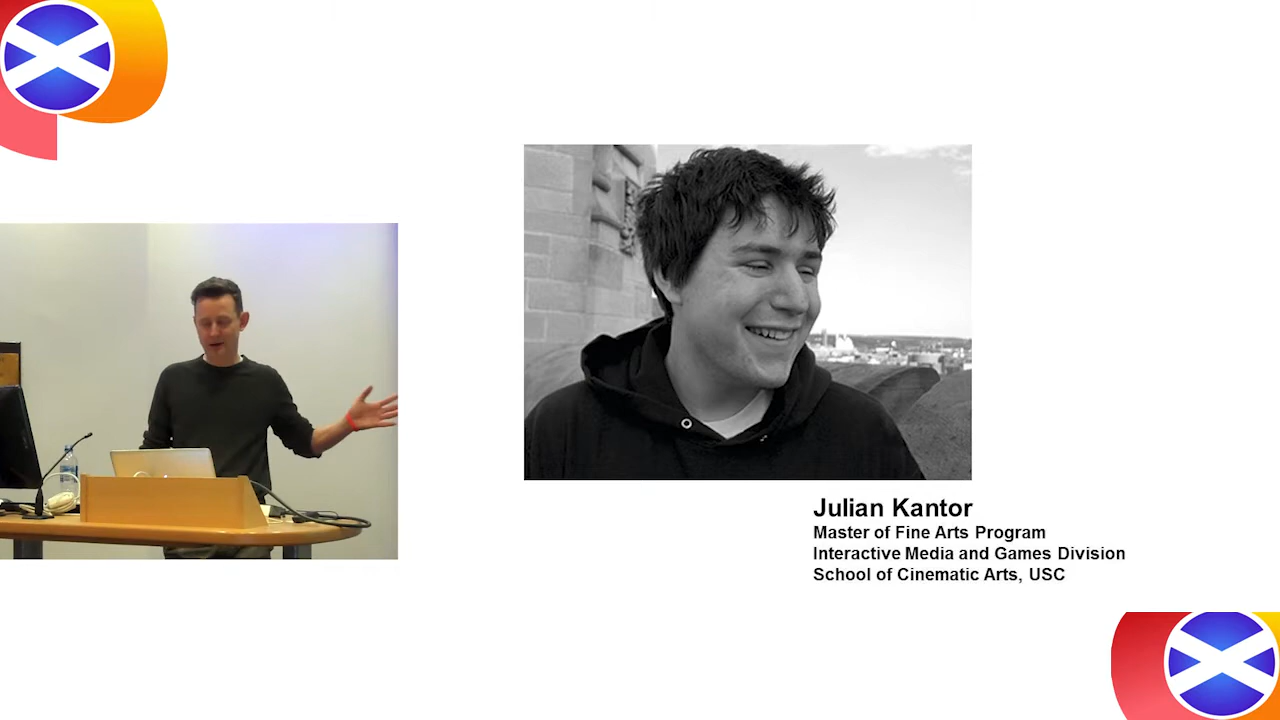 Julian Kantor
Master of Fine Arts Program
Interactive Media and Games Division
School of Cinematic Arts, USC